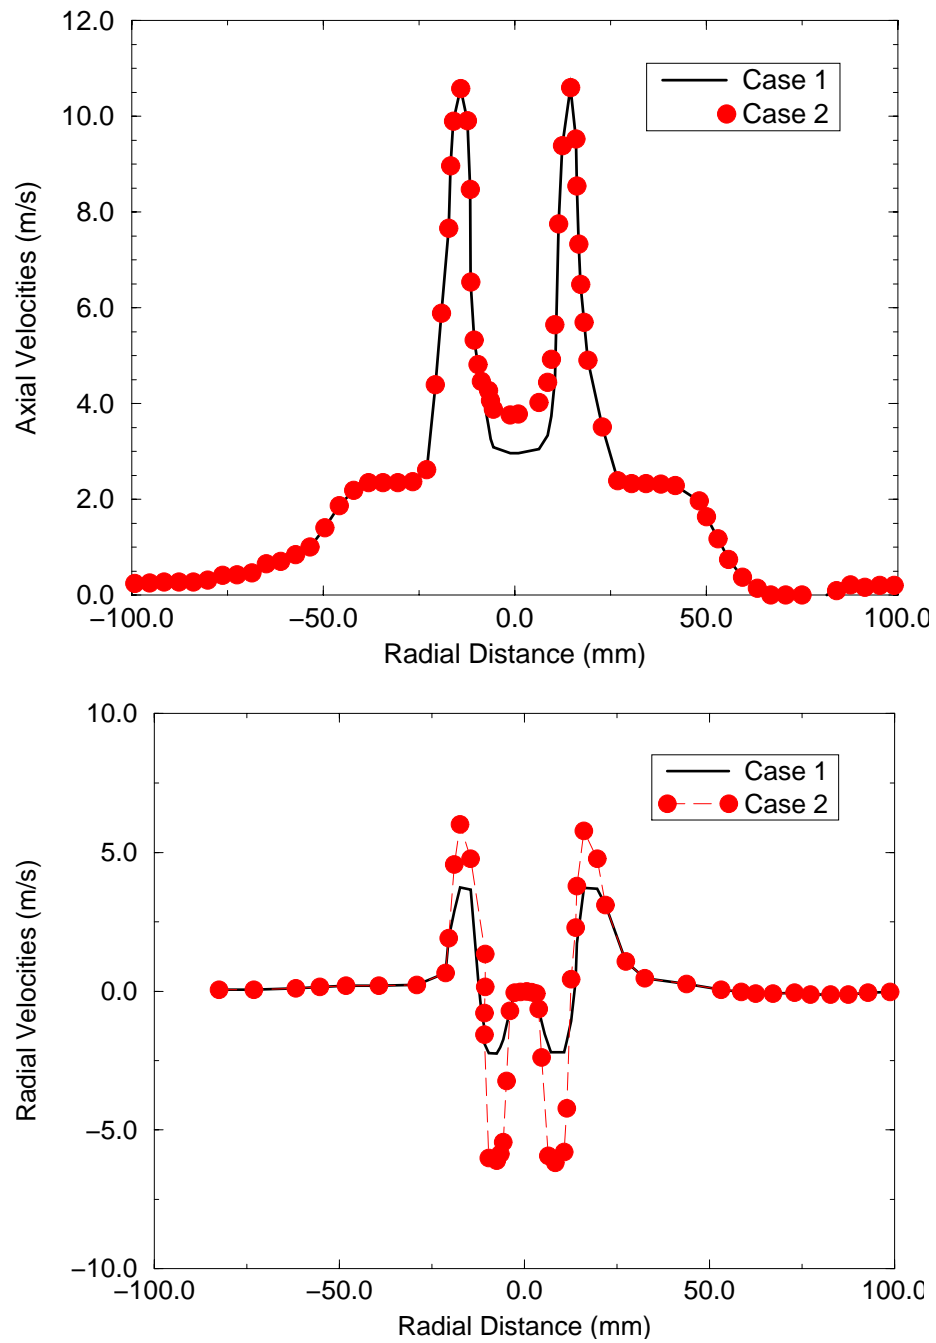 12.0
10.0
8.0
6.0
4.0
2.0
0.0
Axial Velocities (m/s)
Case 1
Case 2
−100.0 −50.0 0.0 50.0 100.0
Radial Distance (mm)
10.0
5.0
0.0
−5.0
−10.0
Radial Velocities (m/s)
Case 1
Case 2
−100.0 −50.0 0.0 50.0 100.0
Radial Distance (mm)